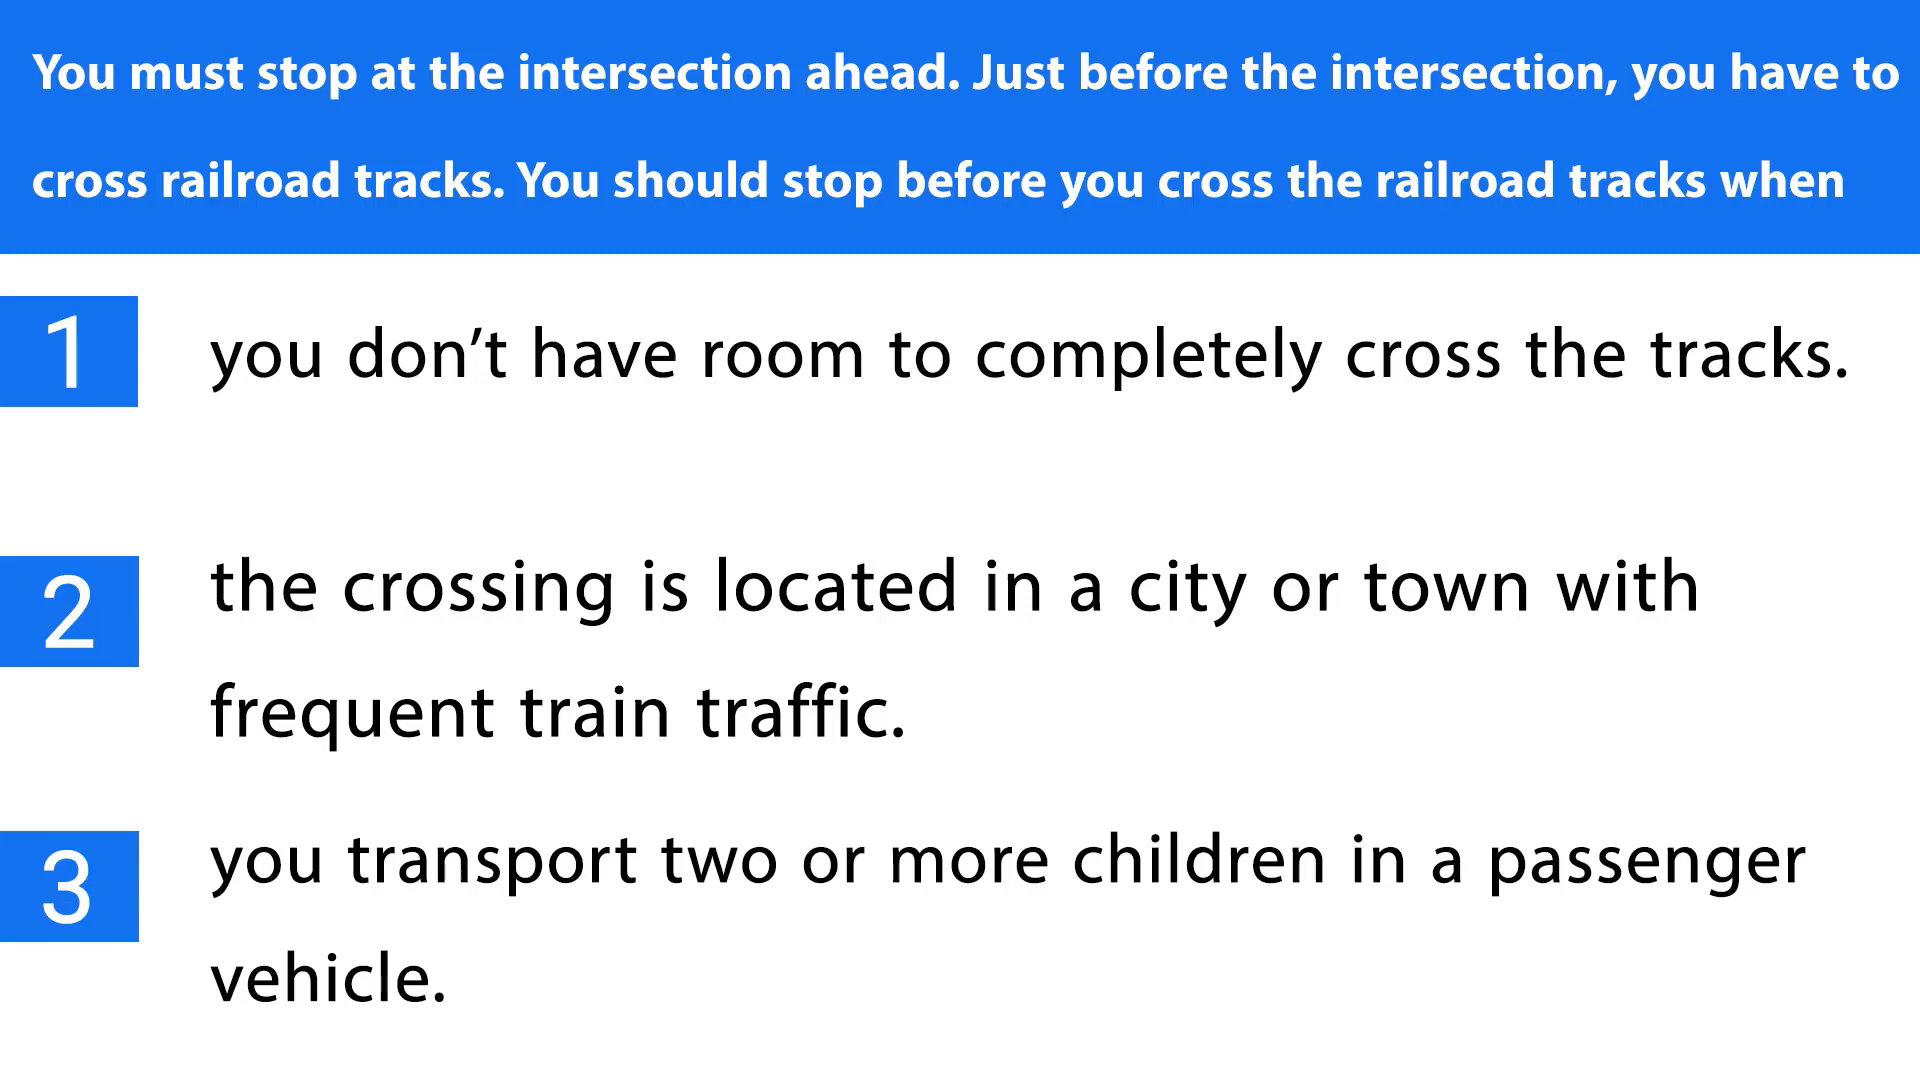 You must stop at the intersection ahead. Just before the intersection, you have to
cross railroad tracks. You should stop before you cross the railroad tracks when
1
you don’t have room to completely cross the tracks.
2
the crossing is located in a city or town with
frequent train traffic.
3
you transport two or more children in a passenger
vehicle.